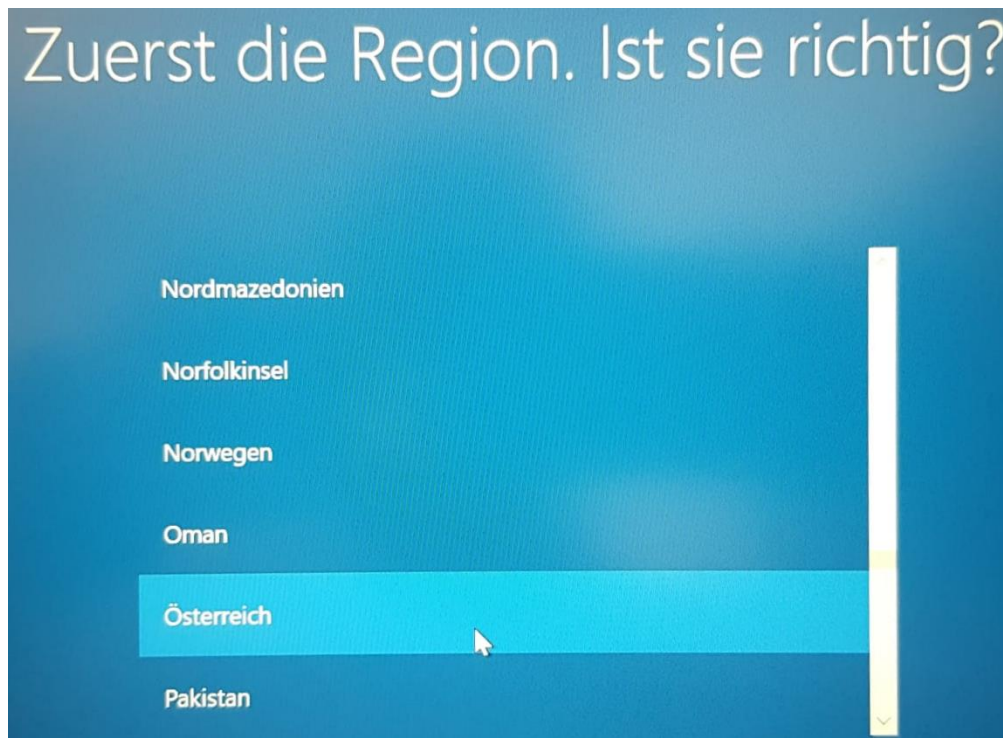 Zuerst die Region. Ist sie richtig?
Nordmazedonien
Norfolkinsel
Norwegen
Oman
Österreich
Pakistan